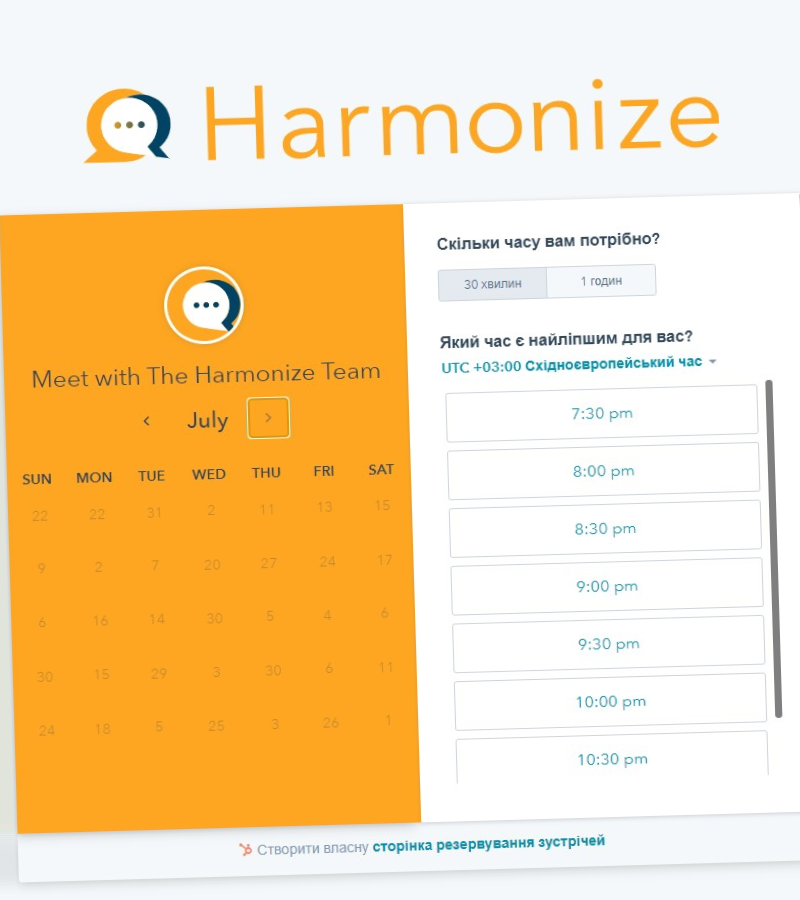 Harmonize
Meet with The Harmonize Team
July
SUN MON TUE WED THU FRI SAT
22 22 31 2 11 13 15
9 2 7 20 27 24 17
6 16 14 30 5 4 6
30 15 29 3 30 6 11
24 18 5 25 3 26 1
Скільки часу вам потрібно?
30 хвилин 1 годин
Який час є найліпшим для вас?
UTC +03:00 Східноєвропейський час
7:30 pm
8:00 pm
8:30 pm
9:00 pm
9:30 pm
10:00 pm
10:30 pm
Створити власну сторінка резервування зустрічей